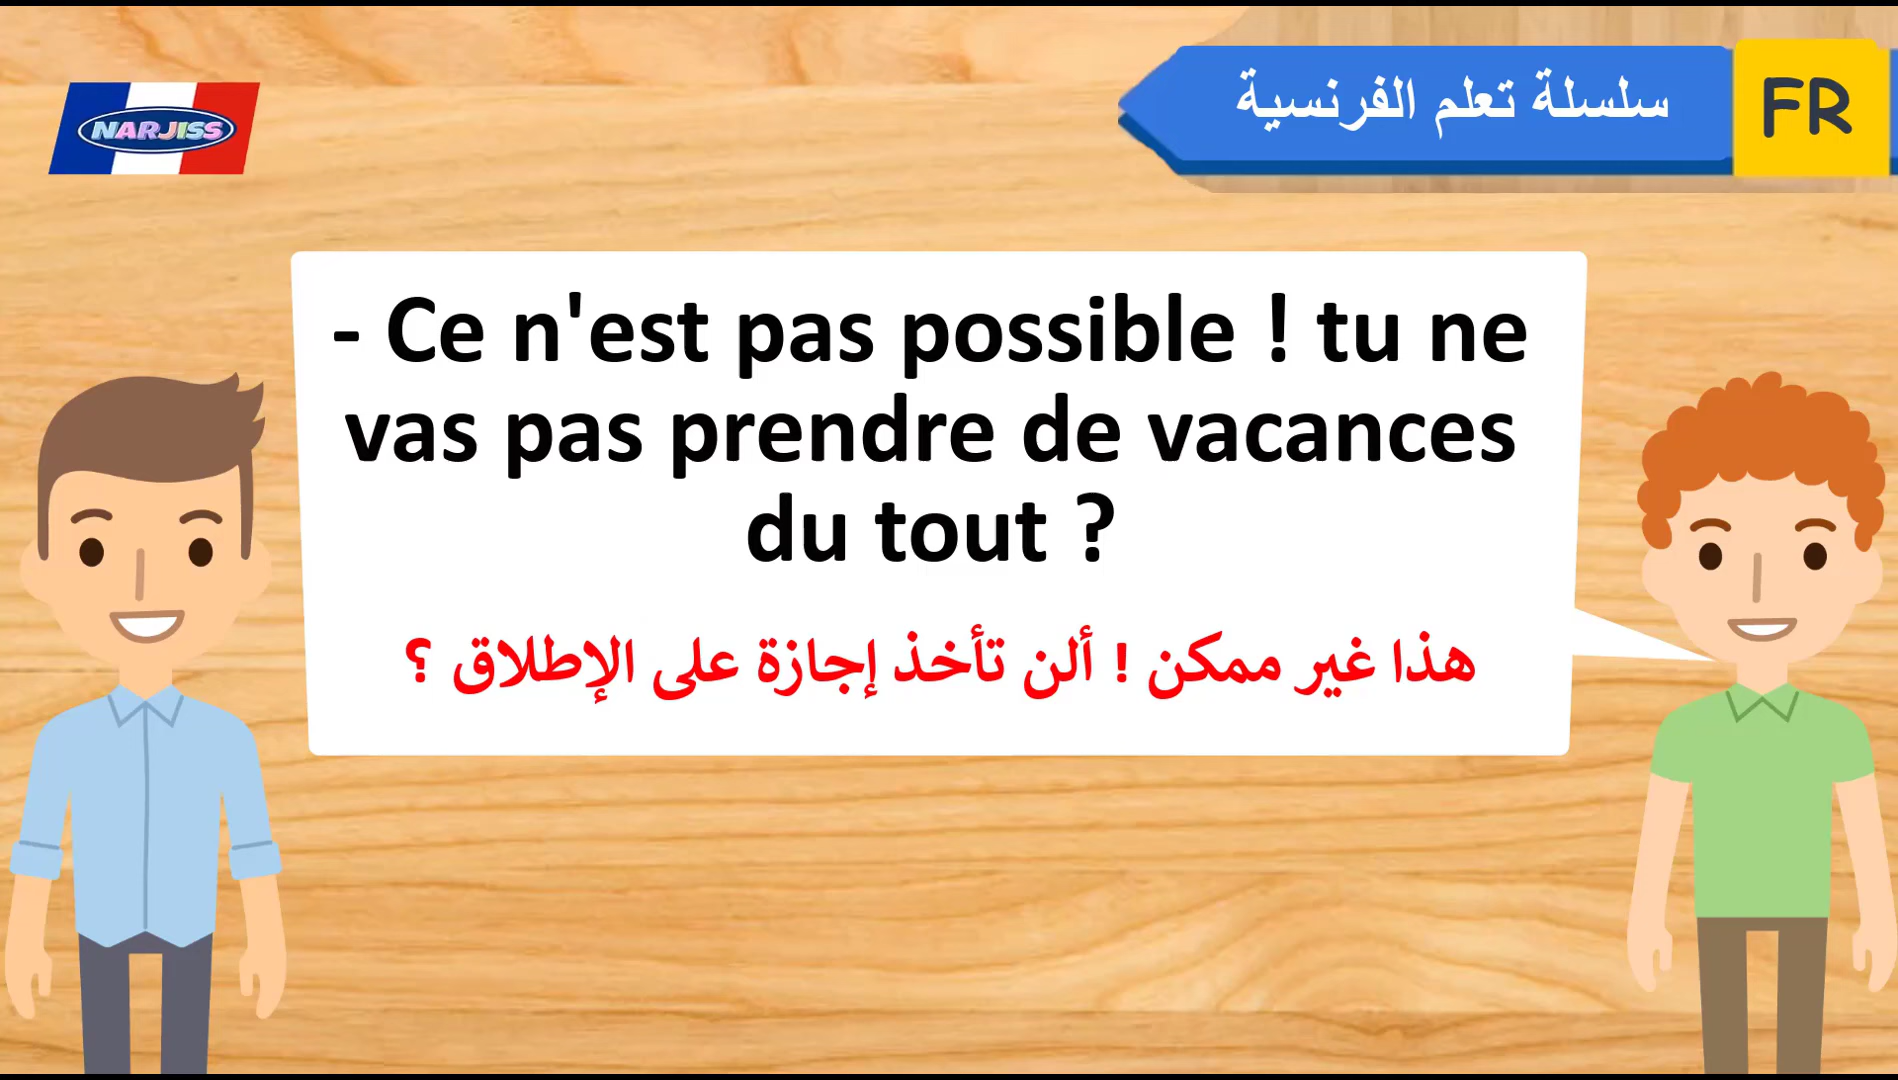 NARJISS
سلسلة تعلم الفرنسية
FR
- Ce n'est pas possible ! tu ne
vas pas prendre de vacances
du tout ?
هذا غير ممكن ! ألن تأخذ إجازة على الإطلاق ؟